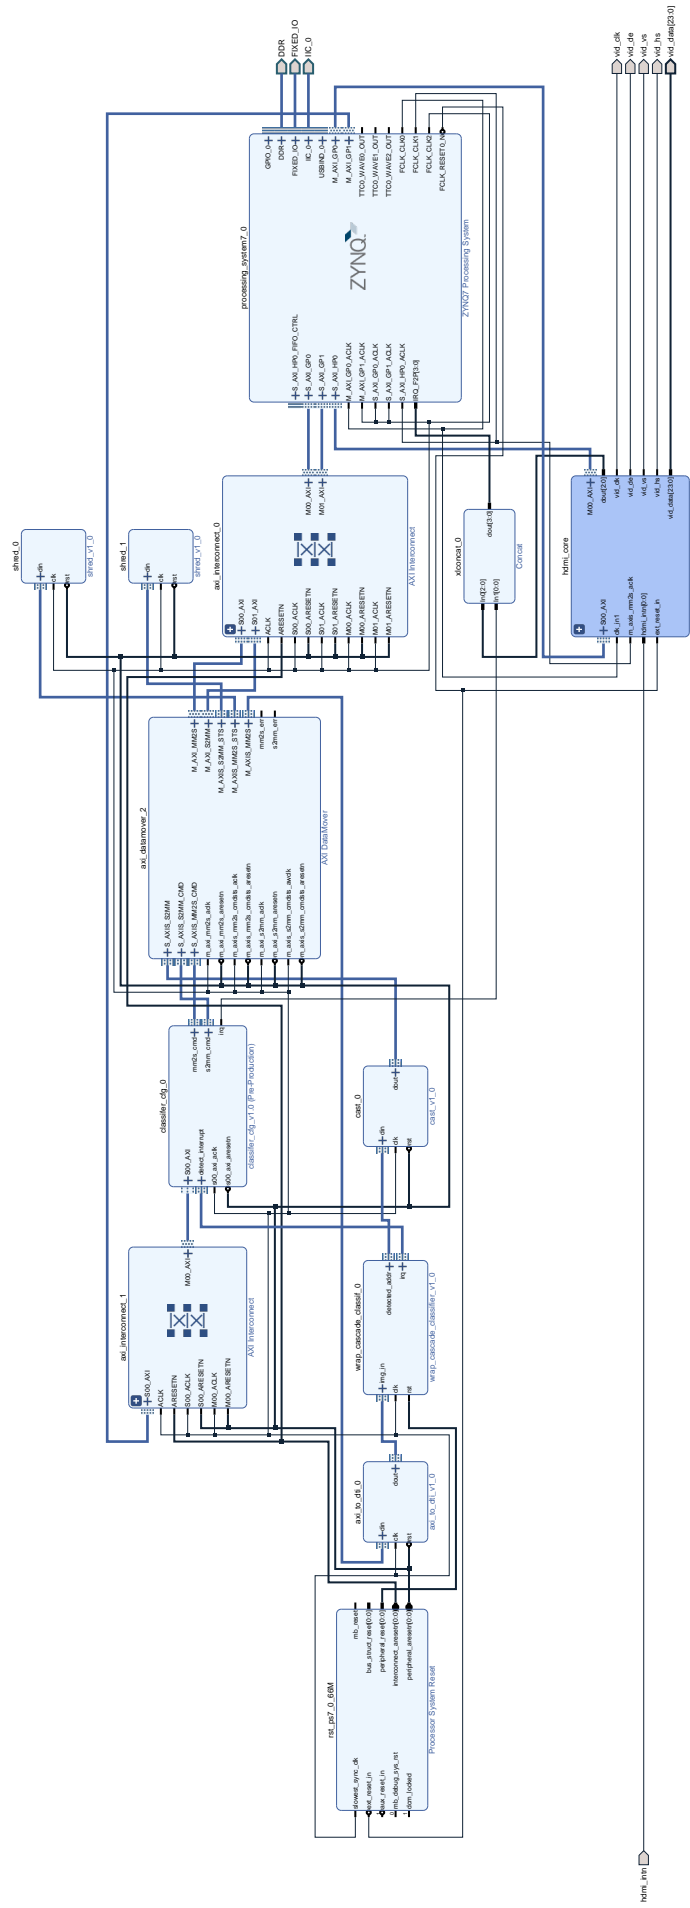 DDR
FIXED_IO
IIC_0
vid_clk
vid_de
vid_vs
vid_hs
vid_data[23:0]
processing_system7_0
GPIO_0
DDR
FIXED_IO
IIC_0
USBIND_0
M_AXI_GP0
M_AXI_GP1
TTC0_WAVE0_OUT
TTC0_WAVE1_OUT
TTC0_WAVE2_OUT
FCLK_CLK0
FCLK_CLK1
FCLK_CLK2
FCLK_RESET0_N
ZYNQ
S_AXI_HP0_FIFO_CTRL
S_AXI_GP0
S_AXI_GP1
S_AXI_HP0
M_AXI_GP0_ACLK
M_AXI_GP1_ACLK
S_AXI_GP0_ACLK
S_AXI_GP1_ACLK
S_AXI_HP0_ACLK
IRQ_F2P[3:0]
ZYNQ7 Processing System
shred_0
din
clk
rst
shred_v1_0
shred_1
din
clk
rst
shred_v1_0
axi_interconnect_0
M00_AXI
M01_AXI
S00_AXI
S01_AXI
ACLK
ARESETN
S00_ACLK
S00_ARESETN
S01_ACLK
S01_ARESETN
M00_ACLK
M00_ARESETN
M01_ACLK
M01_ARESETN
AXI Interconnect
xlconcat_0
dout[3:0]
In0[2:0]
In1[0:0]
Concat
hdmi_core
M00_AXI
dout[2:0]
vid_clk
vid_de
vid_vs
vid_hs
vid_data[23:0]
S00_AXI
clk_in1
m_axis_mm2s_aclk
hdmi_intn[0:0]
ext_reset_in
axi_datamover_2
M_AXI_MM2S
M_AXI_S2MM
M_AXIS_S2MM_STS
M_AXIS_MM2S_STS
M_AXIS_MM2S
mm2s_err
s2mm_err
S_AXIS_S2MM
S_AXIS_S2MM_CMD
S_AXIS_MM2S_CMD
m_axi_mm2s_aclk
m_axi_mm2s_aresetn
m_axis_mm2s_cmdsts_aclk
m_axis_mm2s_cmdsts_aresetn
m_axi_s2mm_aclk
m_axi_s2mm_aresetn
m_axis_s2mm_cmdsts_awclk
m_axis_s2mm_cmdsts_aresetn
AXI DataMover
classifer_cfg_0
mm2s_cmd
s2mm_cmd
irq
S00_AXI
detect_interrupt
s00_axi_aclk
s00_axi_aresetn
classifer_cfg_v1.0 (Pre-Production)
cast_0
dout
din
clk
rst
cast_v1_0
axi_interconnect_1
M00_AXI
S00_AXI
ACLK
ARESETN
S00_ACLK
S00_ARESETN
M00_ACLK
M00_ARESETN
AXI Interconnect
wrap_cascade_classif_0
detected_addr
irq
img_in
clk
rst
wrap_cascade_classifier_v1_0
axi_to_dti_0
dout
din
clk
rst
axi_to_dti_v1_0
rst_ps7_0_66M
mb_reset
bus_struct_reset[0:0]
peripheral_reset[0:0]
interconnect_aresetn[0:0]
peripheral_aresetn[0:0]
slowest_sync_clk
ext_reset_in
aux_reset_in
mb_debug_sys_rst
dcm_locked
Processor System Reset
hdmi_intn